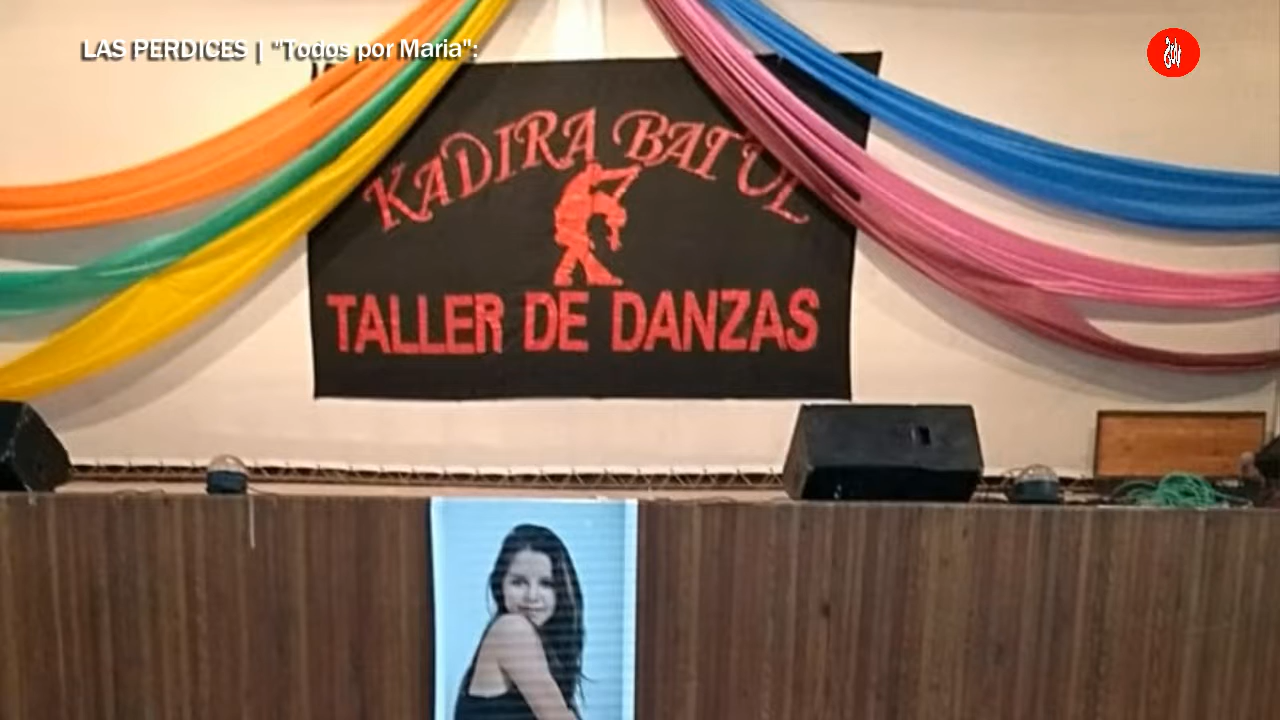 LAS PERDICES | "Todos por Maria":
KADIRA BATUL
TALLER DE DANZAS